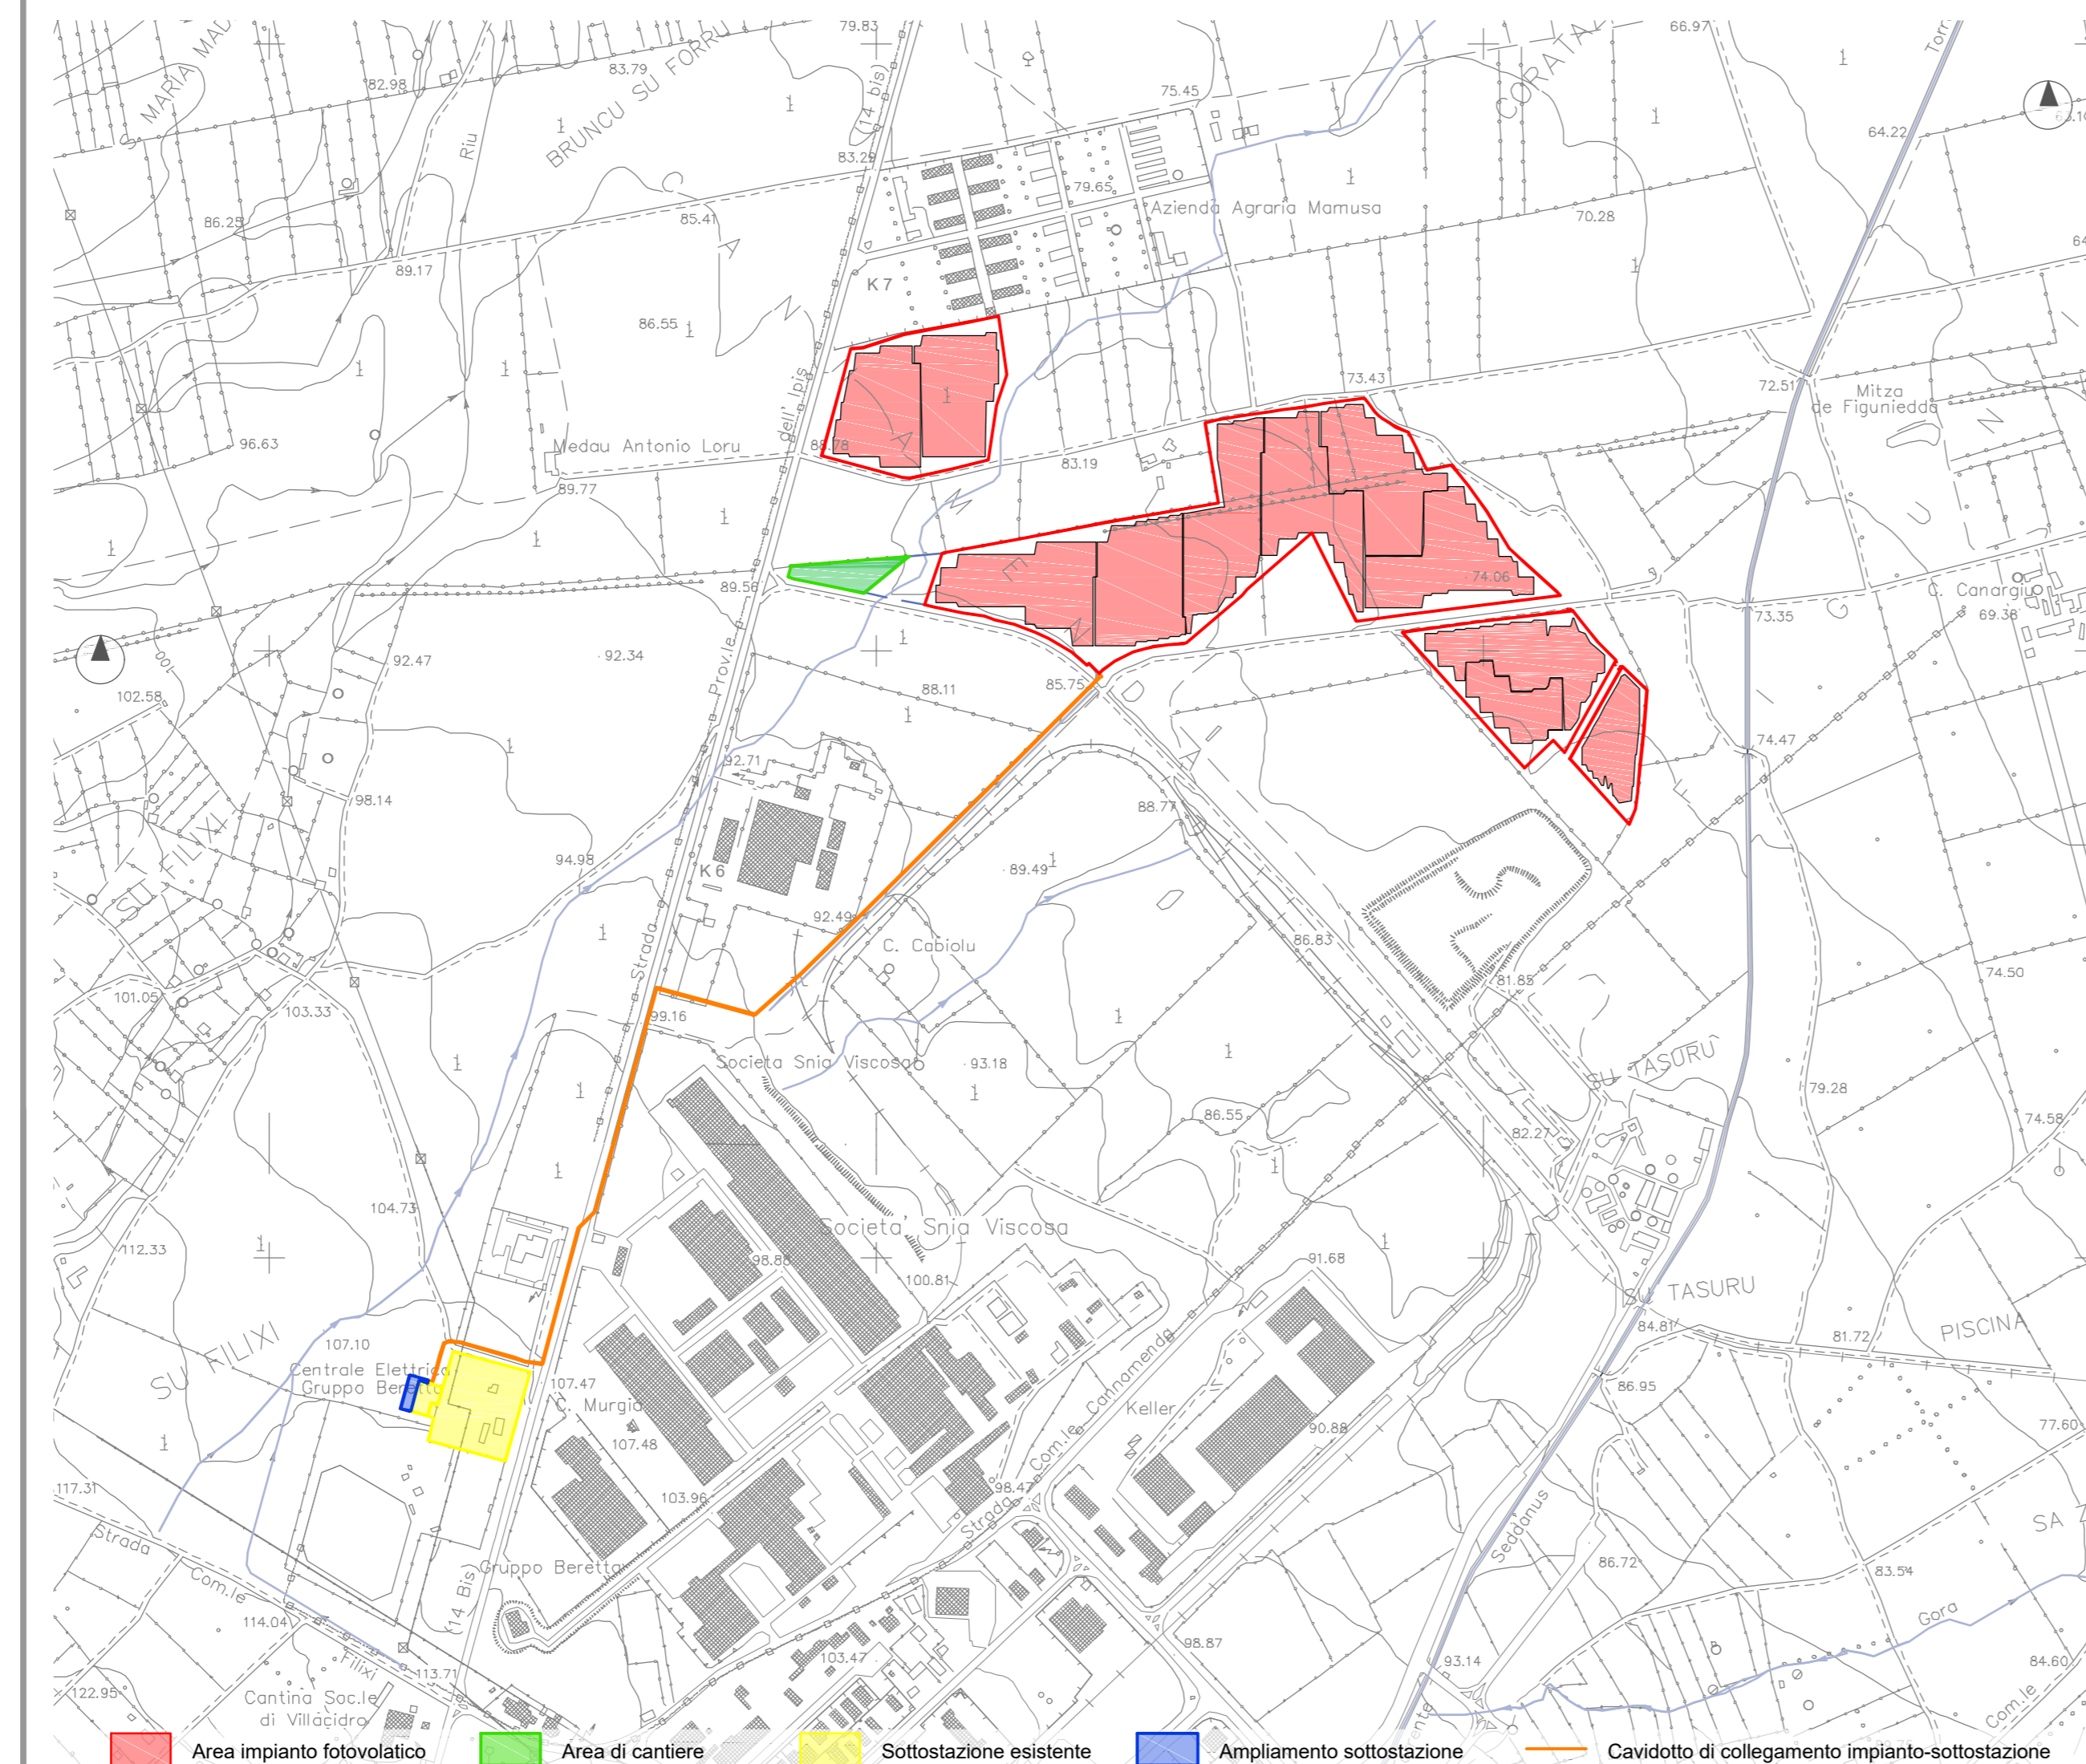 S. MARIA MAD
82.98
83.79
BRUNCU SU FORRU
79.83
(14 bis)
75.45
CORATA
66.97
Torr
64.22
83.29
Riu
79.65
Azienda Agraria Mamusa
70.28
86.25
85.41
89.17
K7
64
C
A
N
N
A
M
E
N
D
A
86.55
dell' Ipis
73.43
72.51
Mitza
de Figuniedda
N
U
G
F
96.63
Medau Antonio Loru
88.78
83.19
89.77
89.56
74.06
C. Canargiu
69.38
73.35
100
92.47
92.34
Prov.le
88.11
85.75
102.58
92.71
74.47
98.14
88.77
SU FILIXI
94.98
K6
89.49
92.49
C. Cabiolu
86.83
Strada
74.50
81.85
101.05
103.33
99.16
Societa Snia Viscosa
93.18
SU TASURU
79.28
86.55
82.27
74.58
104.73
112.33
Societa' Snia Viscosa
98.88
100.81
91.68
SU TASURU
84.81
81.72
PISCINA
SU FILIXI
107.10
Centrale Elettrica
Gruppo Beretta
107.47
C. Murgia
107.48
Strada Com.le Cannamenda
Keller
90.88
86.95
77.60
117.31
103.96
98.47
Strada
Com.le
Filixi
Gruppo Beretta
(14 Bis)
Seddanus
86.72
83.54
SA
Gora
114.04
113.71
103.47
98.87
93.14
84.60
122.95
Cantina Soc.le
di Villacidro
Com.le
Area impianto fotovolatico
Area di cantiere
Sottostazione esistente
Ampliamento sottostazione
Cavidotto di collegamento impianto-sottostazione